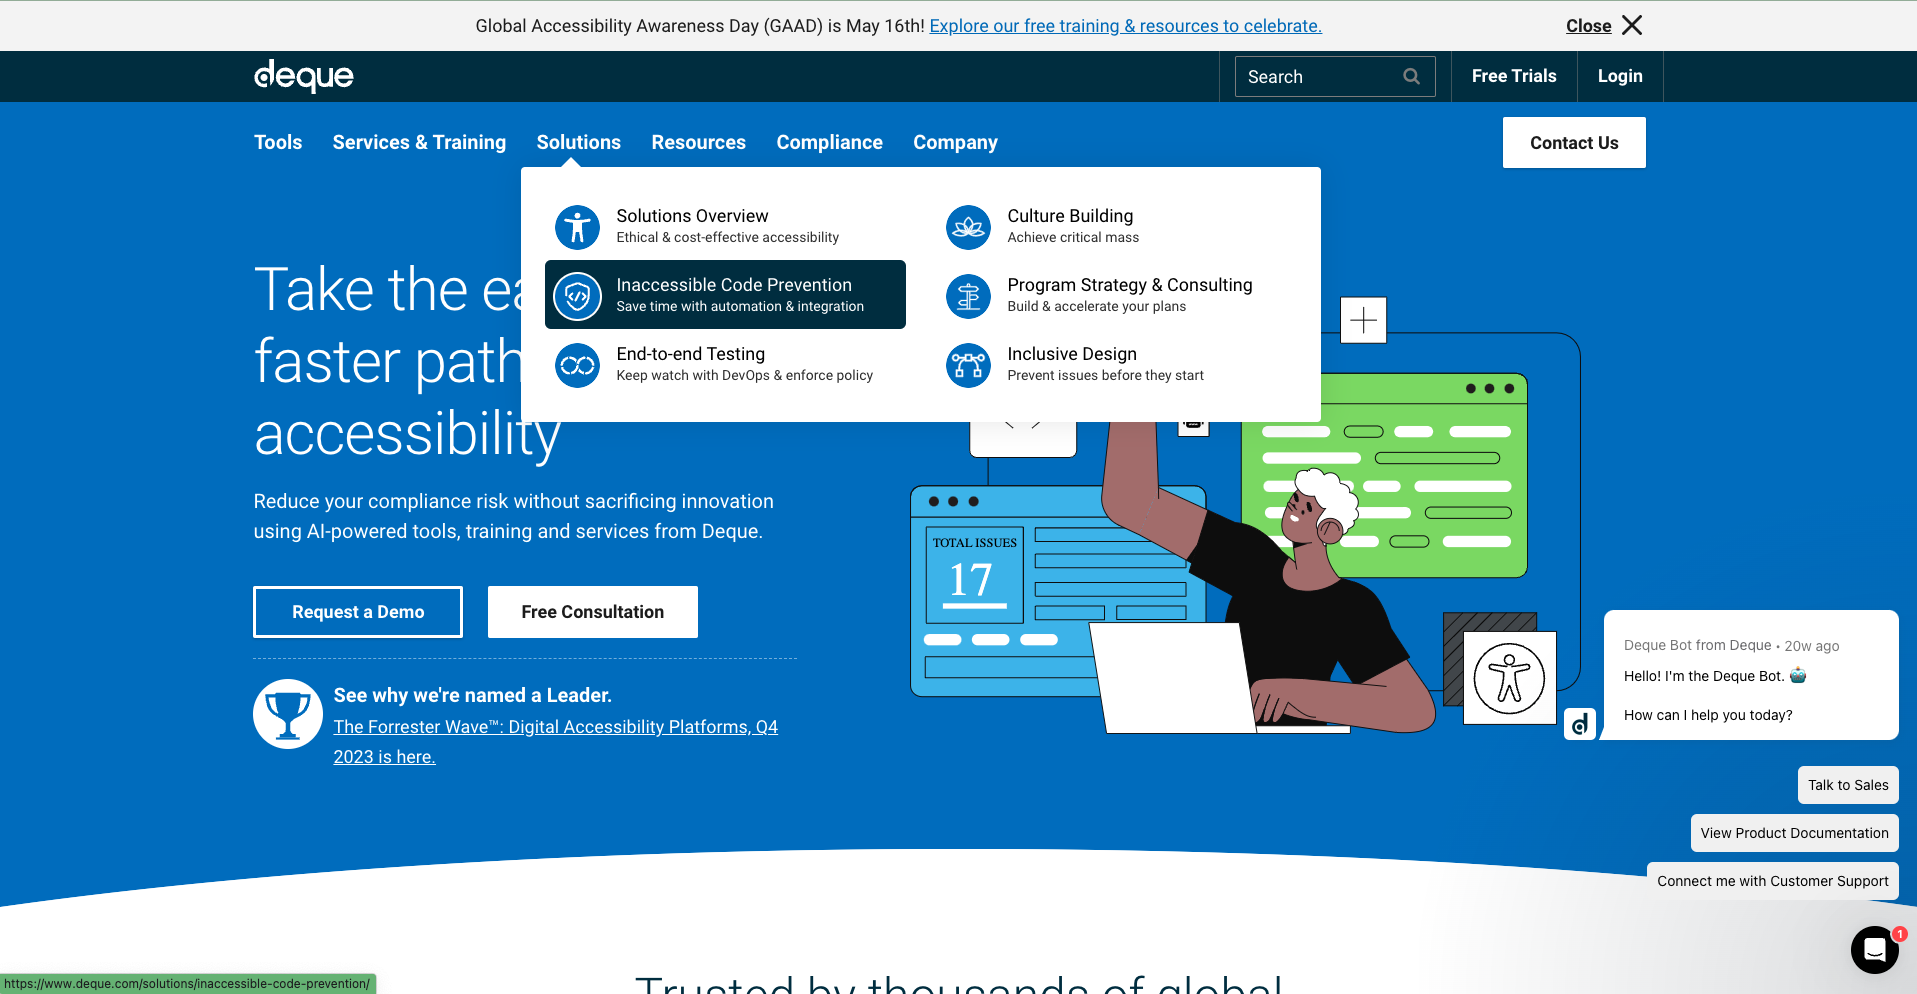 Global Accessibility Awareness Day (GAAD) is May 16th! Explore our free training & resources to celebrate.
Close
deque
Search
Free Trials
Login
Tools
Services & Training
Solutions
Resources
Compliance
Company
Contact Us
Solutions Overview
Ethical & cost-effective accessibility
Inaccessible Code Prevention
Save time with automation & integration
End-to-end Testing
Keep watch with DevOps & enforce policy
Culture Building
Achieve critical mass
Program Strategy & Consulting
Build & accelerate your plans
Inclusive Design
Prevent issues before they start
Take the
faster path
accessibility
Reduce your compliance risk without sacrificing innovation
using AI-powered tools, training and services from Deque.
Request a Demo
Free Consultation
See why we're named a Leader.
The Forrester Wave™: Digital Accessibility Platforms, Q4
2023 is here.
TOTAL ISSUES
17
Deque Bot from Deque • 20w ago
Hello! I'm the Deque Bot.
How can I help you today?
d
Talk to Sales
View Product Documentation
Connect me with Customer Support
1
Trusted by thousands of global
https://www.deque.com/solutions/inaccessible-code-prevention/